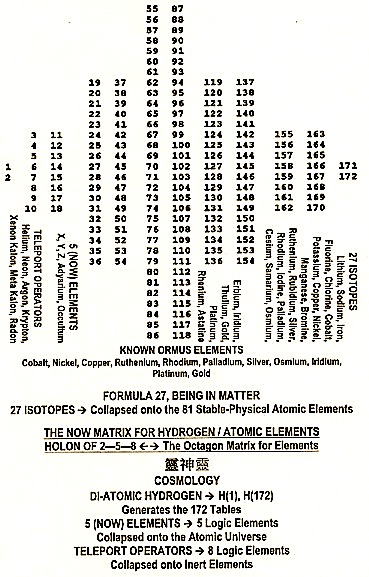 55 87
56 88
57 89
58 90
59 91
60 92
61 93
19 37 62 94 119 137
20 38 63 95 120 138
21 39 64 96 121 139
22 40 65 97 122 140
23 41 66 98 123 141
3 11 24 42 67 99 124 142 155 163
4 12 25 43 68 100 125 143 156 164
5 13 26 44 69 101 126 144 157 165
1 6 14 27 45 70 102 127 145 158 166 171
2 7 15 28 46 71 103 128 146 159 167 172
8 16 29 47 72 104 129 147 160 168
9 17 30 48 73 105 130 148 161 169
10 18 31 49 74 106 131 149 162 170
32 50 75 107 132 150
33 51 76 108 133 151
34 52 77 109 134 152
35 53 78 110 135 153
36 54 79 111 136 154
80 112
81 113
82 114
83 115
84 116
85 117
86 118
TELEPORT OPERATORS
Helium, Neon, Argon, Krypton,
Xenon Kalon, Meta Kalon, Radon
5 (NOW) ELEMENTS
X, Y, Z, Adyarium, Occultum
Erbium, Iridium,
Thulium, Gold,
Platinum,
Rhenium, Astatine
27 ISOTOPES
Lithium, Sodium, Iron,
Fluorine, Chlorine, Cobalt,
Potassium, Copper, Nickel,
Manganese, Bromine,
Ruthenium, Rubidium, Silver,
Rhodium, Iodine, Palladium,
Cesium, Samarium, Osmium,
KNOWN ORMUS ELEMENTS
Cobalt, Nickel, Copper, Ruthenium, Rhodium, Palladium, Silver, Osmium, Iridium,
Platinum, Gold
FORMULA 27, BEING IN MATTER
27 ISOTOPES → Collapsed onto the 81 Stable-Physical Atomic Elements
THE NOW MATRIX FOR HYDROGEN / ATOMIC ELEMENTS
HOLON OF 2—5—8 ←→ The Octagon Matrix for Elements
靈神靈
COSMOLOGY
DI-ATOMIC HYDROGEN → H(1), H(172)
Generates the 172 Tables
5 (NOW) ELEMENTS → 5 Logic Elements
Collapsed onto the Atomic Universe
TELEPORT OPERATORS → 8 Logic Elements
Collapsed onto Inert Elements